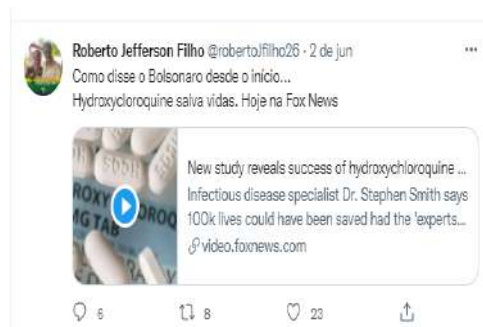 Roberto Jefferson Filho @robertoJfilho26 · 2 de jun
Como disse o Bolsonaro desde o início...
Hydroxycloroquine salva vidas. Hoje na Fox News
New study reveals success of hydroxychloroquine ...
Infectious disease specialist Dr. Stephen Smith says
100k lives could have been saved had the 'experts...
video.foxnews.com
6 8 23